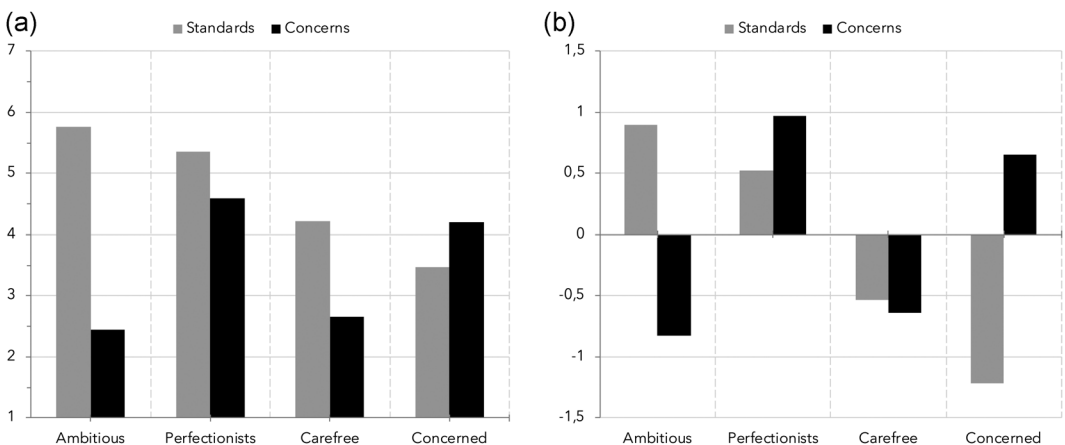 (a)
Standards Concerns
7
6
5
4
3
2
1
Ambitious Perfectionists Carefree Concerned
(b)
Standards Concerns
1,5
1
0,5
0
-0,5
-1
-1,5
Ambitious Perfectionists Carefree Concerned